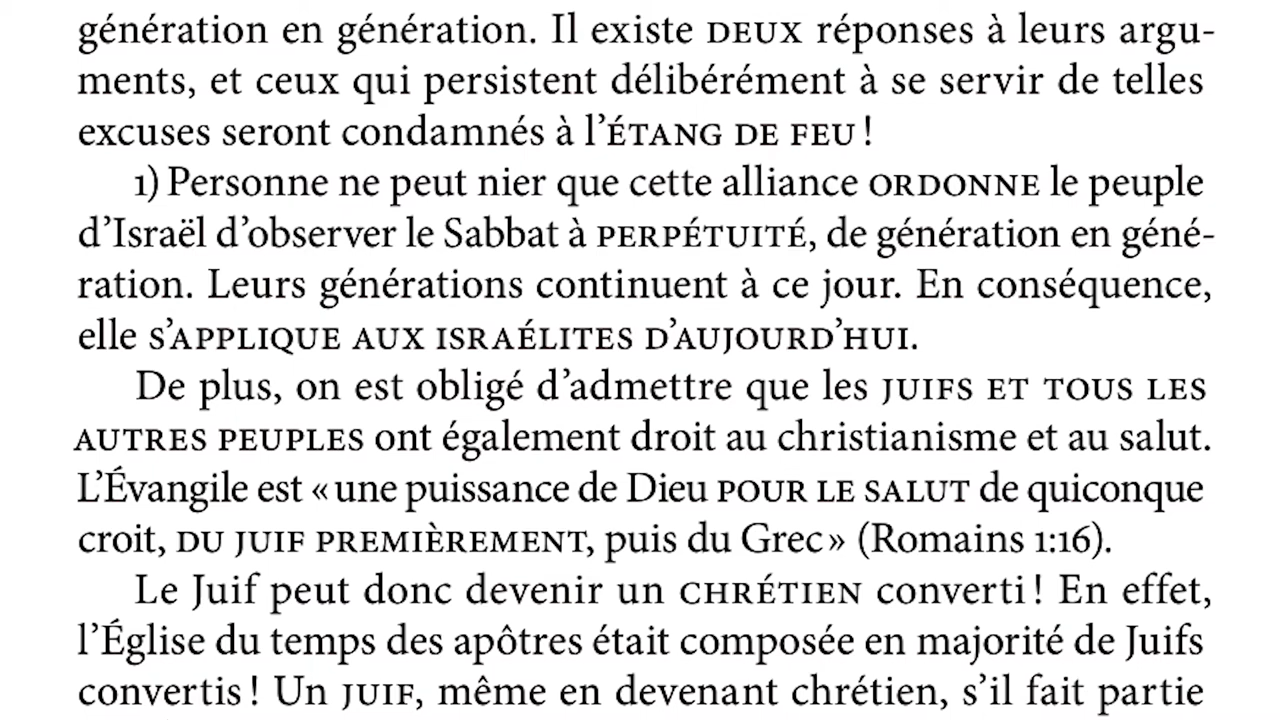 génération en génération. Il existe DEUX réponses à leurs argu-
ments, et ceux qui persistent délibérément à se servir de telles
excuses seront condamnés à l’ÉTANG DE FEU !
1) Personne ne peut nier que cette alliance ORDONNE le peuple
d’Israël d’observer le Sabbat à PERPÉTUITÉ, de génération en géné-
ration. Leurs générations continuent à ce jour. En conséquence,
elle S’APPLIQUE AUX ISRAÉLITES D’AUJOURD’HUI.
De plus, on est obligé d’admettre que les JUIFS ET TOUS LES
AUTRES PEUPLES ont également droit au christianisme et au salut.
L’Évangile est « une puissance de Dieu POUR LE SALUT de quiconque
croit, DU JUIF PREMIÈREMENT, puis du Grec » (Romains 1:16).
Le Juif peut donc devenir un CHRÉTIEN converti ! En effet,
l’Église du temps des apôtres était composée en majorité de Juifs
convertis ! Un JUIF, même en devenant chrétien, s’il fait partie